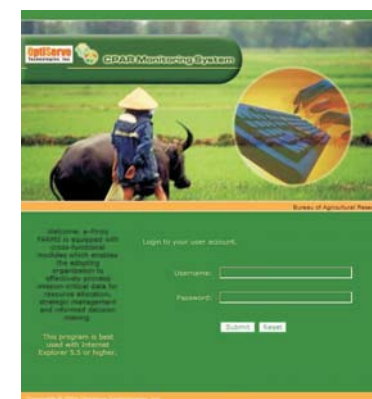 OptiServe
Technologies, Inc.
CPAR Monitoring System
Bureau of Agricultural Rese
Welcome! e-Pinoy
FARMS is equipped with
cross-functional
modules which enables
the adopting
organization to
effectively process
mission-critical data for
resource allocation,
strategic management
and informed decision
making.
This program is best
used with Internet
Explorer 5.5 or higher.
Login to your user account.
Username:
Password:
Submit Reset